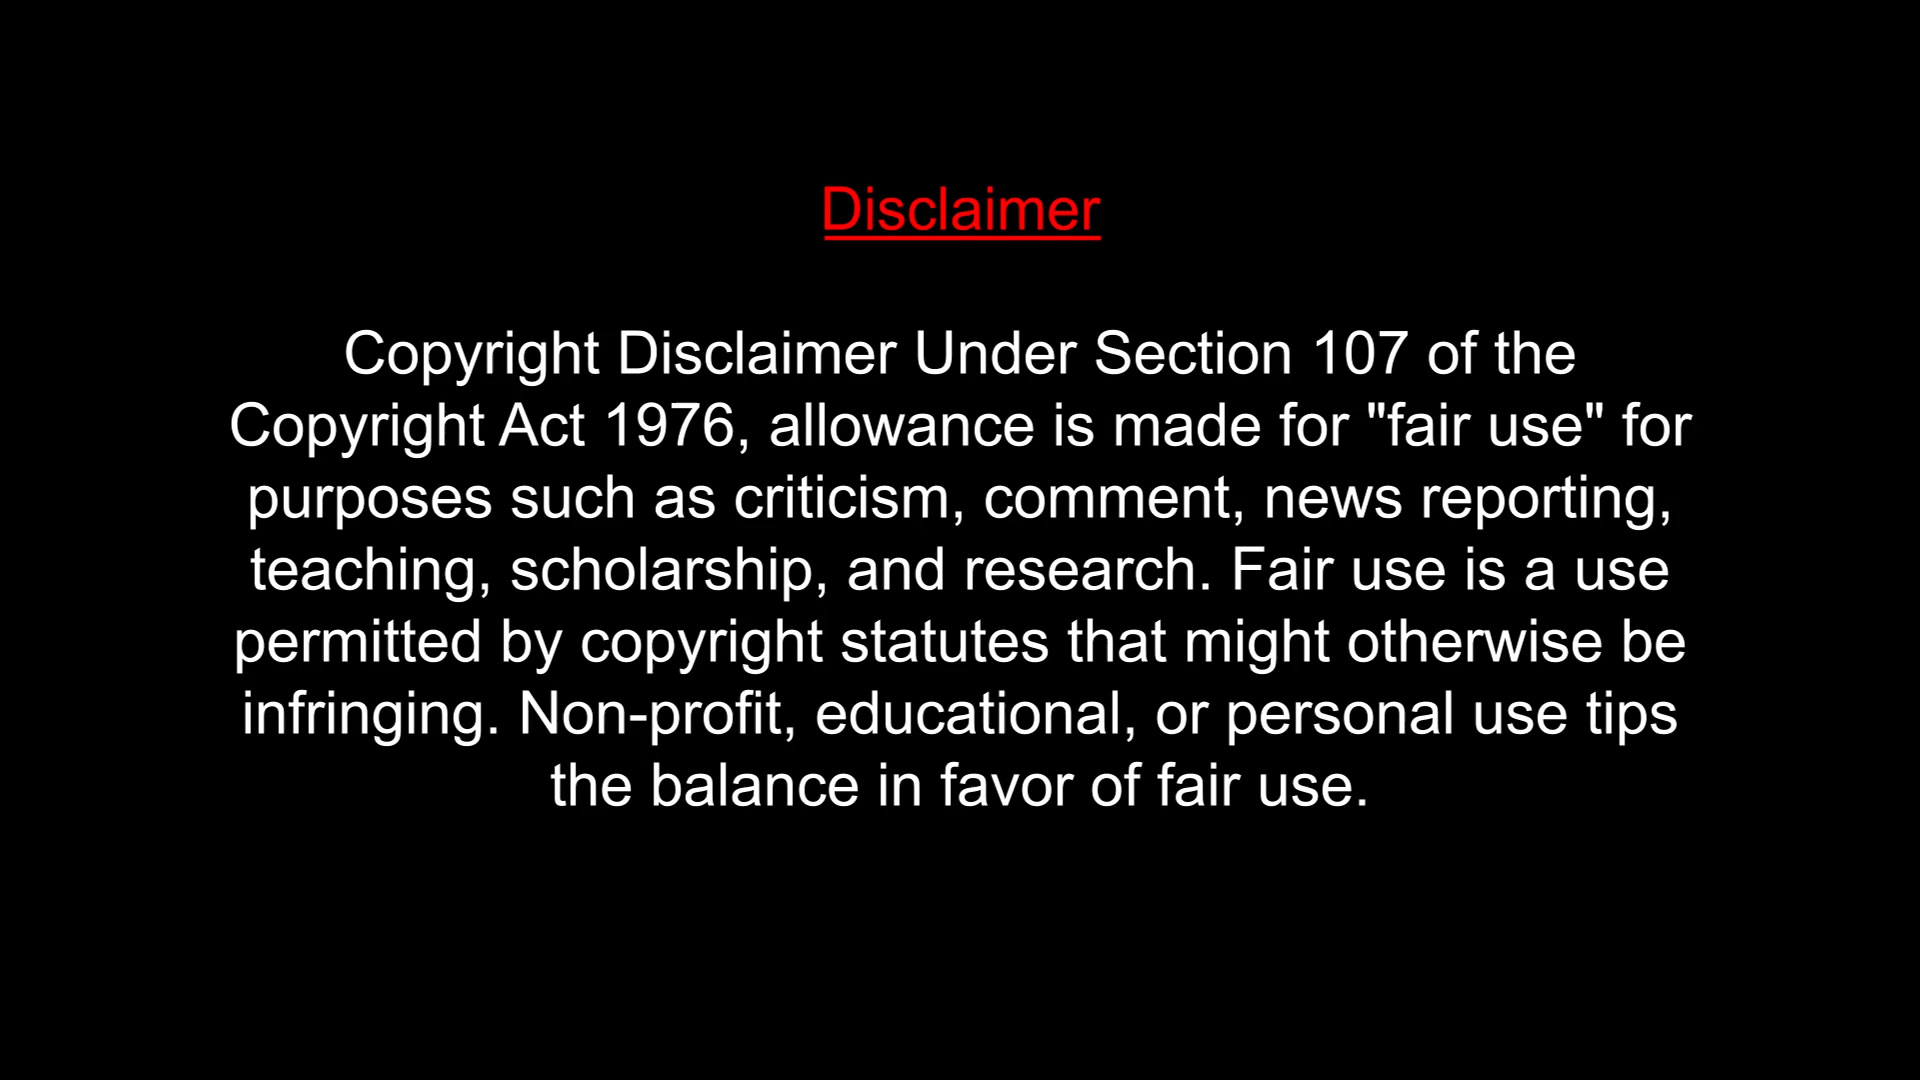 Disclaimer
Copyright Disclaimer Under Section 107 of the
Copyright Act 1976, allowance is made for "fair use" for
purposes such as criticism, comment, news reporting,
teaching, scholarship, and research. Fair use is a use
permitted by copyright statutes that might otherwise be
infringing. Non-profit, educational, or personal use tips
the balance in favor of fair use.